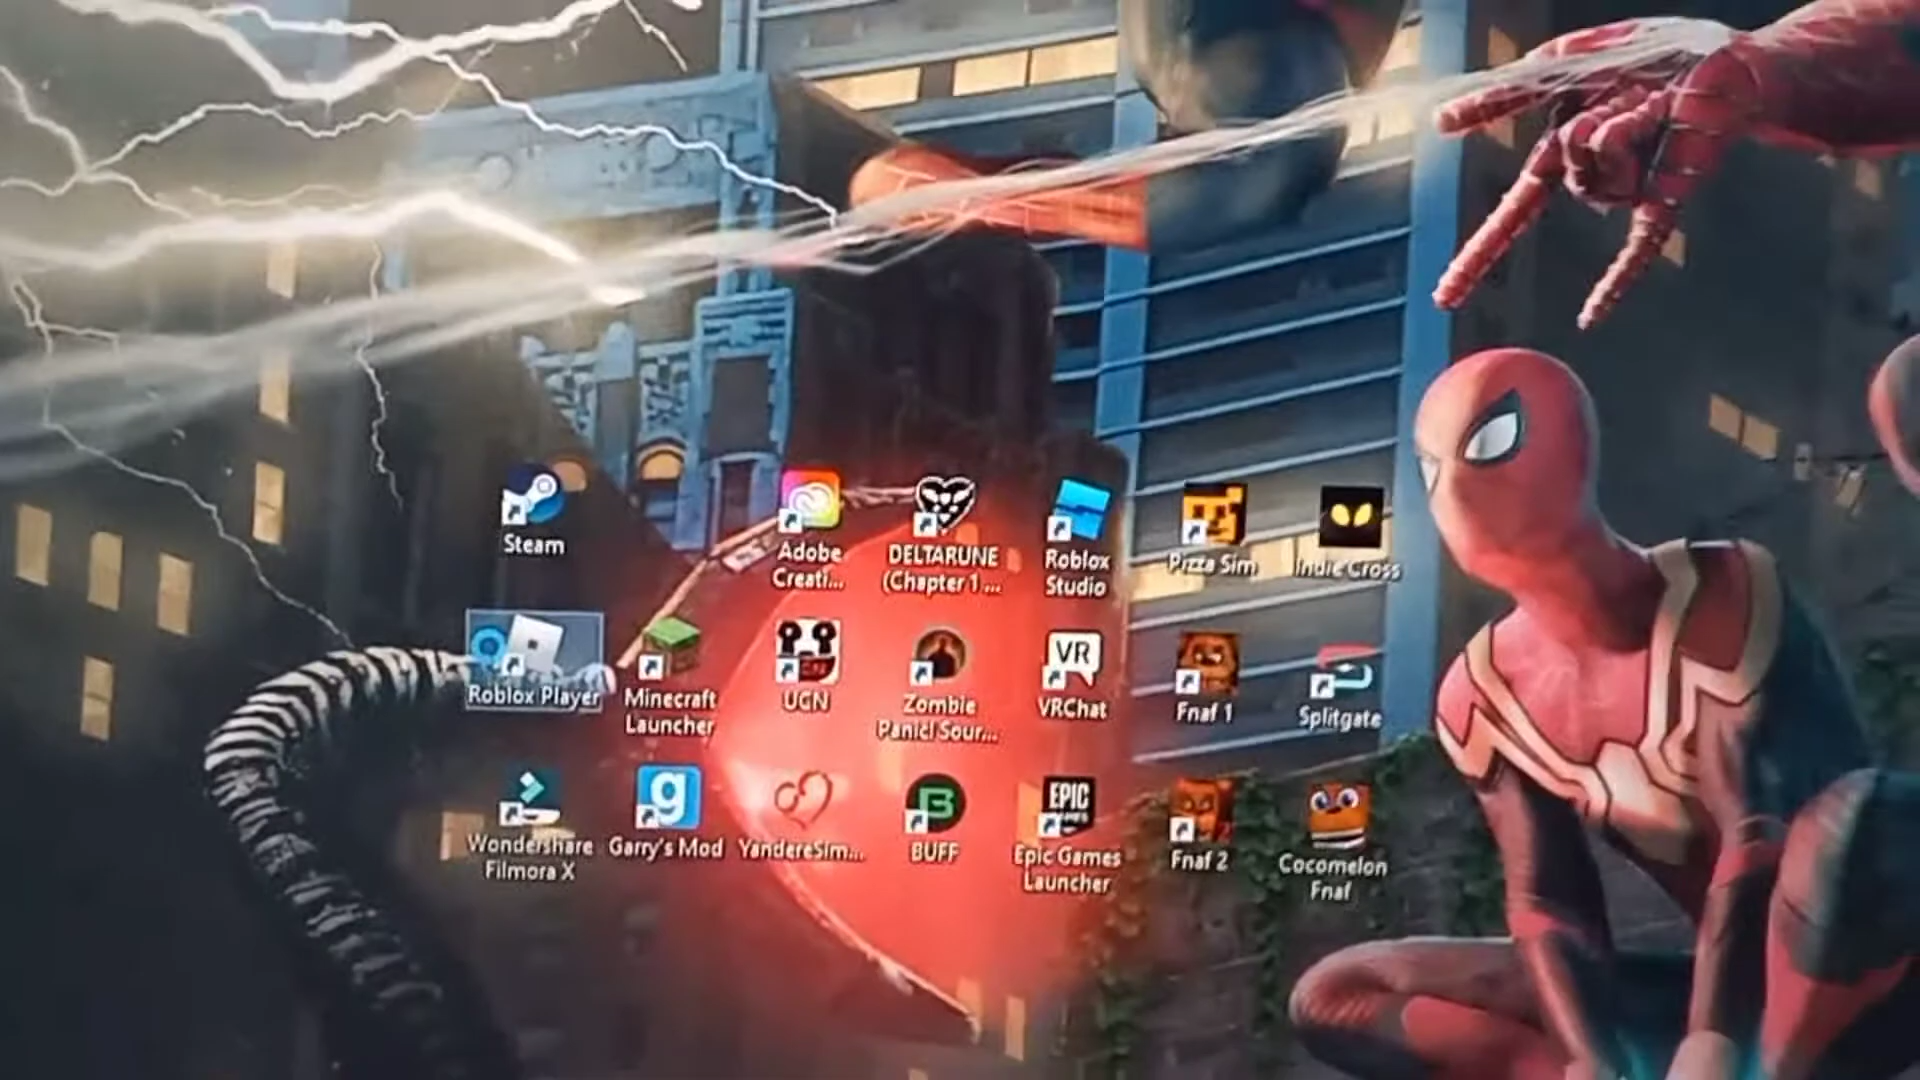 Steam
Adobe
Creati...
DELTARUNE
(Chapter 1 ...
Roblox
Studio
Pizza Sim
Indie Cross
Roblox Player
Minecraft
Launcher
UGN
Zombie
Panic! Sour...
VR
VRChat
Fnaf 1
Splitgate
Wondershare
Filmora X
g
Garry's Mod
YandereSim...
B
BUFF
EPIC
GAMES
Epic Games
Launcher
Fnaf 2
Cocomelon
Fnaf